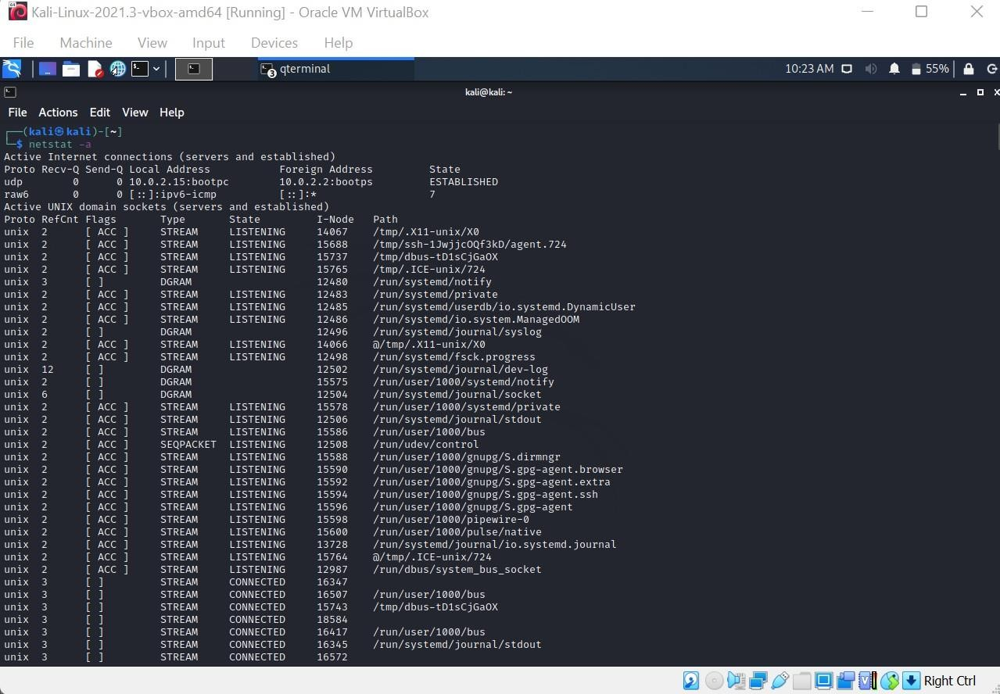 Kali-Linux-2021.3-vbox-amd64 [Running] - Oracle VM VirtualBox
File Machine View Input Devices Help
3 qterminal 10:23 AM 55%
kali@kali: ~
File Actions Edit View Help
┌──(kali㉿kali)-[~]
└─$ netstat -a
Active Internet connections (servers and established)
Proto Recv-Q Send-Q Local Address Foreign Address State
udp 0 0 10.0.2.15:bootpc 10.0.2.2:bootps ESTABLISHED
raw6 0 0 [::]:ipv6-icmp [::]:* 7
Active UNIX domain sockets (servers and established)
Proto RefCnt Flags Type State I-Node Path
unix 2 [ ACC ] STREAM LISTENING 14067 /tmp/.X11-unix/X0
unix 2 [ ACC ] STREAM LISTENING 15688 /tmp/ssh-1JwjjcOQf3kD/agent.724
unix 2 [ ACC ] STREAM LISTENING 15737 /tmp/dbus-tD1sCjGaOX
unix 2 [ ACC ] STREAM LISTENING 15765 /tmp/.ICE-unix/724
unix 3 [ ] DGRAM 12480 /run/systemd/notify
unix 2 [ ACC ] STREAM LISTENING 12483 /run/systemd/private
unix 2 [ ACC ] STREAM LISTENING 12485 /run/systemd/userdb/io.systemd.DynamicUser
unix 2 [ ACC ] STREAM LISTENING 12486 /run/systemd/io.system.ManagedOOM
unix 2 [ ] DGRAM 12496 /run/systemd/journal/syslog
unix 2 [ ACC ] STREAM LISTENING 14066 @/tmp/.X11-unix/X0
unix 2 [ ACC ] STREAM LISTENING 12498 /run/systemd/fsck.progress
unix 12 [ ] DGRAM 12502 /run/systemd/journal/dev-log
unix 2 [ ] DGRAM 15575 /run/user/1000/systemd/notify
unix 6 [ ] DGRAM 12504 /run/systemd/journal/socket
unix 2 [ ACC ] STREAM LISTENING 15578 /run/user/1000/systemd/private
unix 2 [ ACC ] STREAM LISTENING 12506 /run/systemd/journal/stdout
unix 2 [ ACC ] STREAM LISTENING 15586 /run/user/1000/bus
unix 2 [ ACC ] SEQPACKET LISTENING 12508 /run/udev/control
unix 2 [ ACC ] STREAM LISTENING 15588 /run/user/1000/gnupg/S.dirmngr
unix 2 [ ACC ] STREAM LISTENING 15590 /run/user/1000/gnupg/S.gpg-agent.browser
unix 2 [ ACC ] STREAM LISTENING 15592 /run/user/1000/gnupg/S.gpg-agent.extra
unix 2 [ ACC ] STREAM LISTENING 15594 /run/user/1000/gnupg/S.gpg-agent.ssh
unix 2 [ ACC ] STREAM LISTENING 15596 /run/user/1000/gnupg/S.gpg-agent
unix 2 [ ACC ] STREAM LISTENING 15598 /run/user/1000/pipewire-0
unix 2 [ ACC ] STREAM LISTENING 15600 /run/user/1000/pulse/native
unix 2 [ ACC ] STREAM LISTENING 13728 /run/systemd/journal/io.systemd.journal
unix 2 [ ACC ] STREAM LISTENING 15764 @/tmp/.ICE-unix/724
unix 2 [ ACC ] STREAM LISTENING 12987 /run/dbus/system_bus_socket
unix 3 [ ] STREAM CONNECTED 16347
unix 3 [ ] STREAM CONNECTED 16507 /run/user/1000/bus
unix 3 [ ] STREAM CONNECTED 15743 /tmp/dbus-tD1sCjGaOX
unix 3 [ ] STREAM CONNECTED 18584
unix 3 [ ] STREAM CONNECTED 16417 /run/user/1000/bus
unix 3 [ ] STREAM CONNECTED 16345 /run/systemd/journal/stdout
unix 3 [ ] STREAM CONNECTED 16572
Right Ctrl